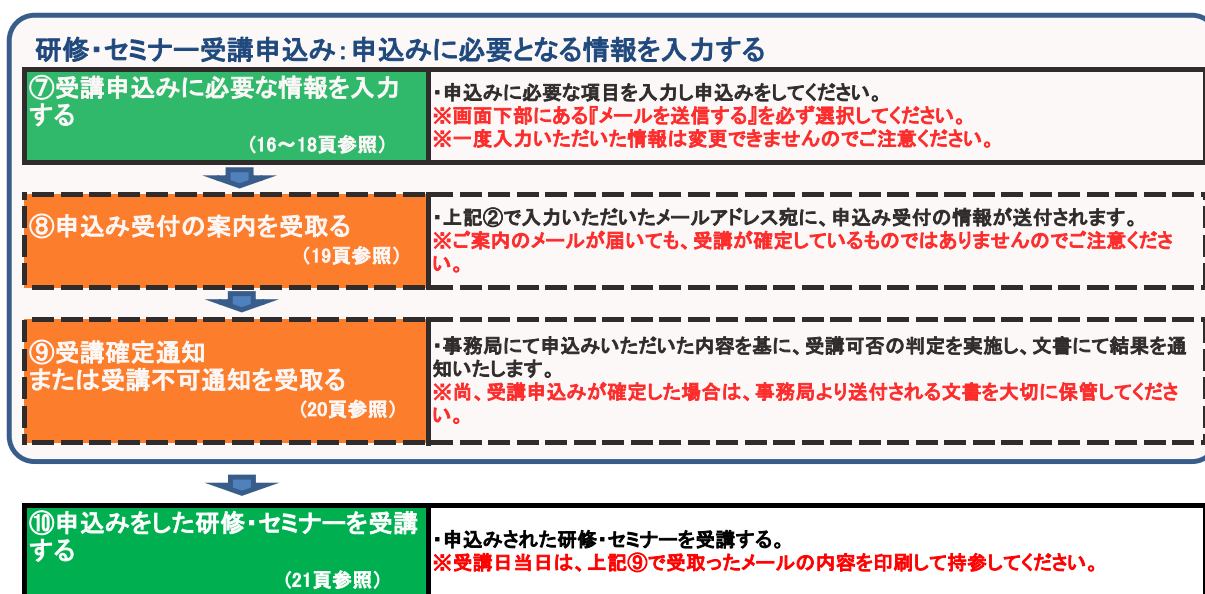 研修・セミナー受講申込み：申込みに必要となる情報を入力する
⑦受講申込みに必要な情報を入力
する
（16～18頁参照）
・申込みに必要な項目を入力し申込みをしてください。
※画面下部にある『メールを送信する』を必ず選択してください。
※一度入力いただいた情報は変更できませんのでご注意ください。
⑧申込み受付の案内を受取る
（19頁参照）
・上記②で入力いただいたメールアドレス宛に、申込み受付の情報が送付されます。
※ご案内のメールが届いても、受講が確定しているものではありませんのでご注意くださ
い。
⑨受講確定通知
または受講不可通知を受取る
（20頁参照）
・事務局にて申込みいただいた内容を基に、受講可否の判定を実施し、文書にて結果を通
知いたします。
※尚、受講申込みが確定した場合は、事務局より送付される文書を大切に保管してくださ
い。
⑩申込みをした研修・セミナーを受講
する
（21頁参照）
・申込みされた研修・セミナーを受講する。
※受講日当日は、上記⑨で受取ったメールの内容を印刷して持参してください。